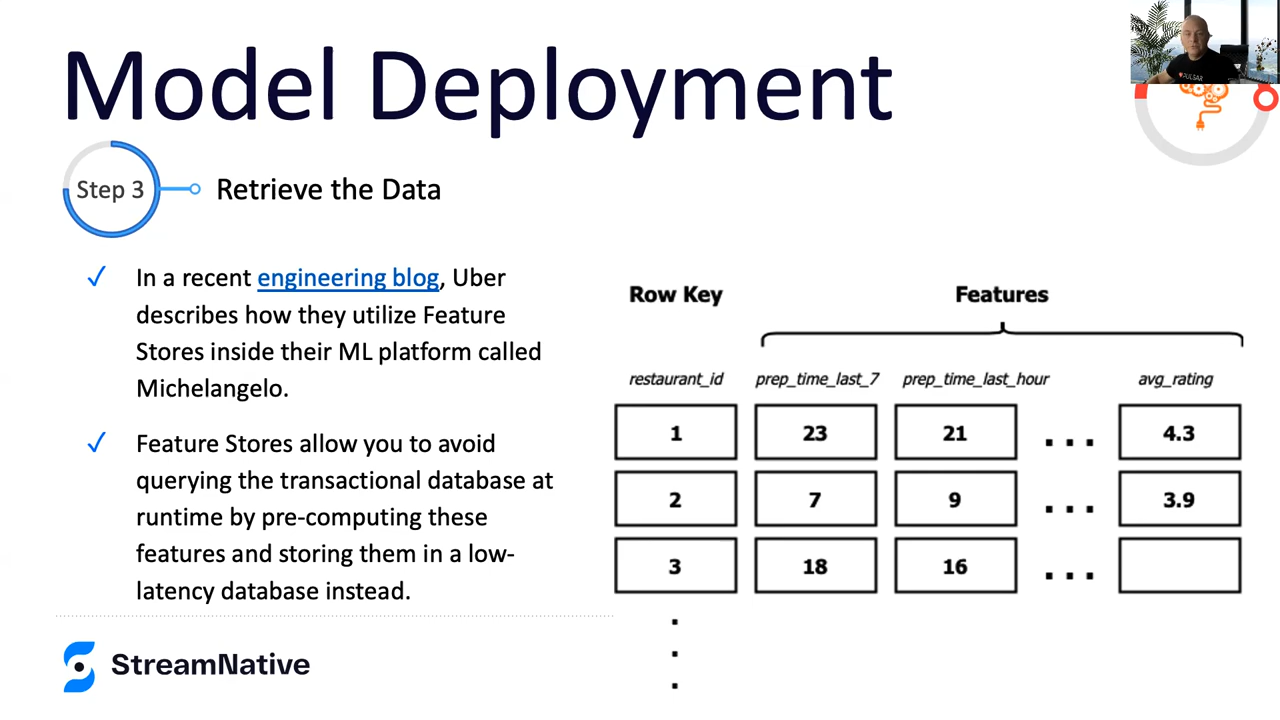 Model Deployment
PULSAR
Step 3
Retrieve the Data
✓ In a recent engineering blog, Uber
describes how they utilize Feature
Stores inside their ML platform called
Michelangelo.
✓ Feature Stores allow you to avoid
querying the transactional database at
runtime by pre-computing these
features and storing them in a low-
latency database instead.
Row Key Features
restaurant_id prep_time_last_7 prep_time_last_hour avg_rating
1 23 21 ... 4.3
2 7 9 ... 3.9
3 18 16 ...
.
.
.
StreamNative